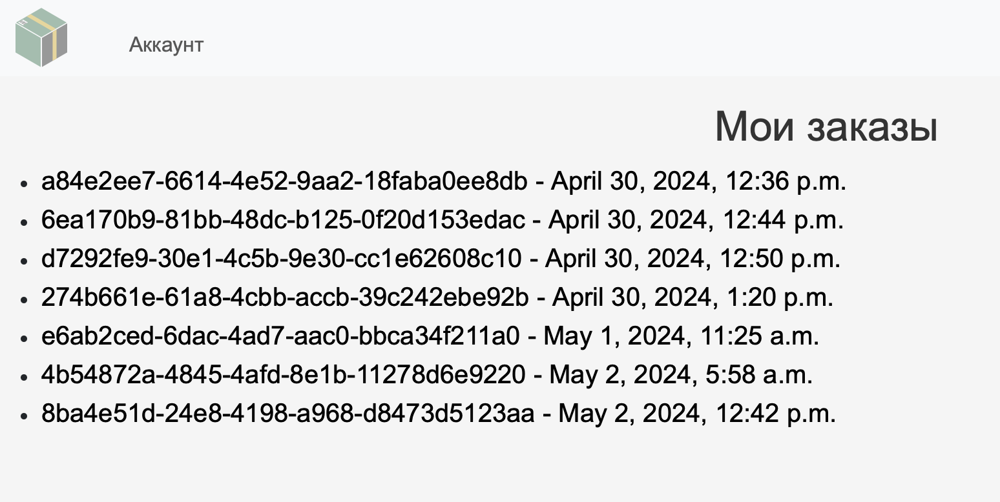 Аккаунт
Мои заказы
a84e2ee7-6614-4e52-9aa2-18faba0ee8db - April 30, 2024, 12:36 p.m.
6ea170b9-81bb-48dc-b125-0f20d153edac - April 30, 2024, 12:44 p.m.
d7292fe9-30e1-4c5b-9e30-cc1e62608c10 - April 30, 2024, 12:50 p.m.
274b661e-61a8-4cbb-accb-39c242ebe92b - April 30, 2024, 1:20 p.m.
e6ab2ced-6dac-4ad7-aac0-bbca34f211a0 - May 1, 2024, 11:25 a.m.
4b54872a-4845-4afd-8e1b-11278d6e9220 - May 2, 2024, 5:58 a.m.
8ba4e51d-24e8-4198-a968-d8473d5123aa - May 2, 2024, 12:42 p.m.